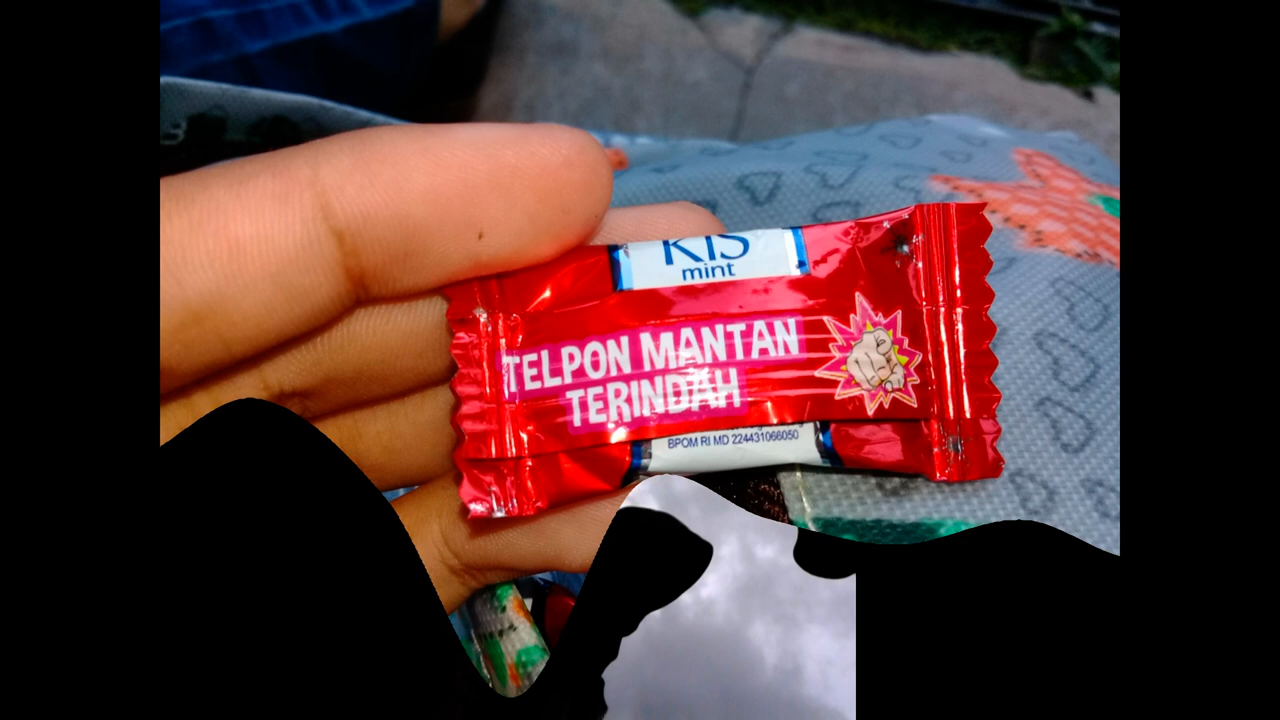 KIS
mint
TELPON MANTAN
TERINDAH
BPOM RI MD 224431066050